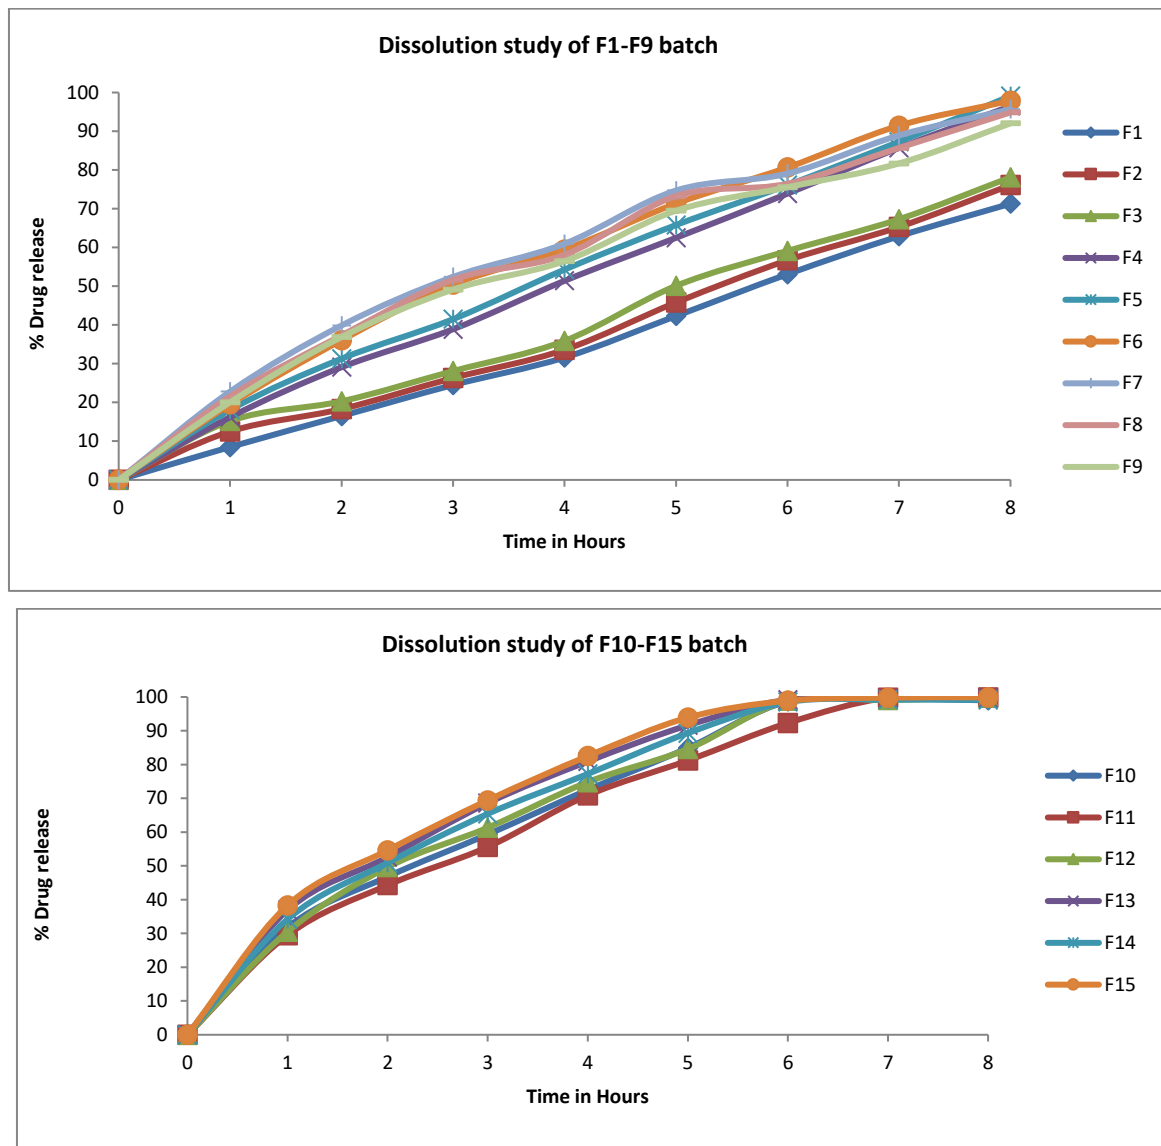 Dissolution study of F1-F9 batch
100
90
80
70
60
50
40
30
20
10
0
% Drug release
0 1 2 3 4 5 6 7 8
Time in Hours
F1
F2
F3
F4
F5
F6
F7
F8
F9
Dissolution study of F10-F15 batch
100
90
80
70
60
50
40
30
20
10
0
% Drug release
0 1 2 3 4 5 6 7 8
Time in Hours
F10
F11
F12
F13
F14
F15